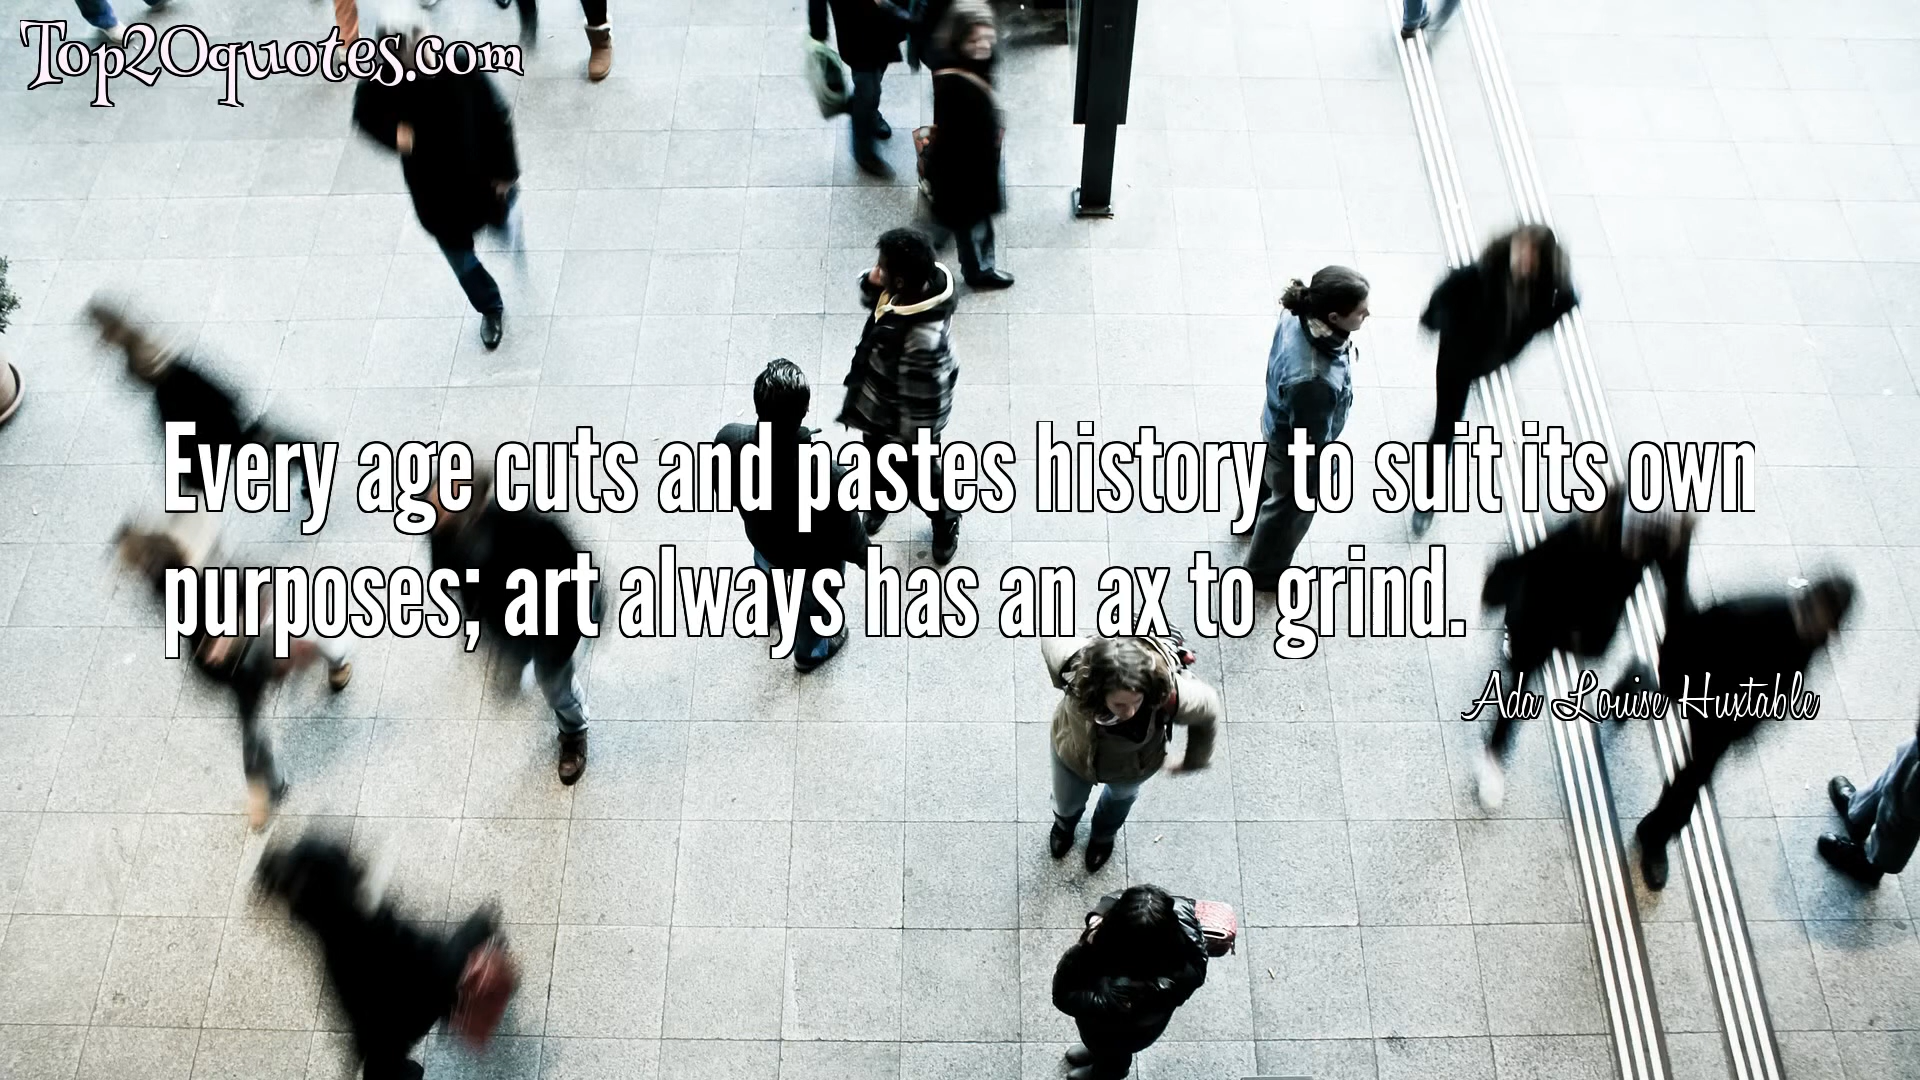 Top20quotes.com
Every age cuts and pastes history to suit its own
purposes; art always has an ax to grind.
Ada Louise Huxtable